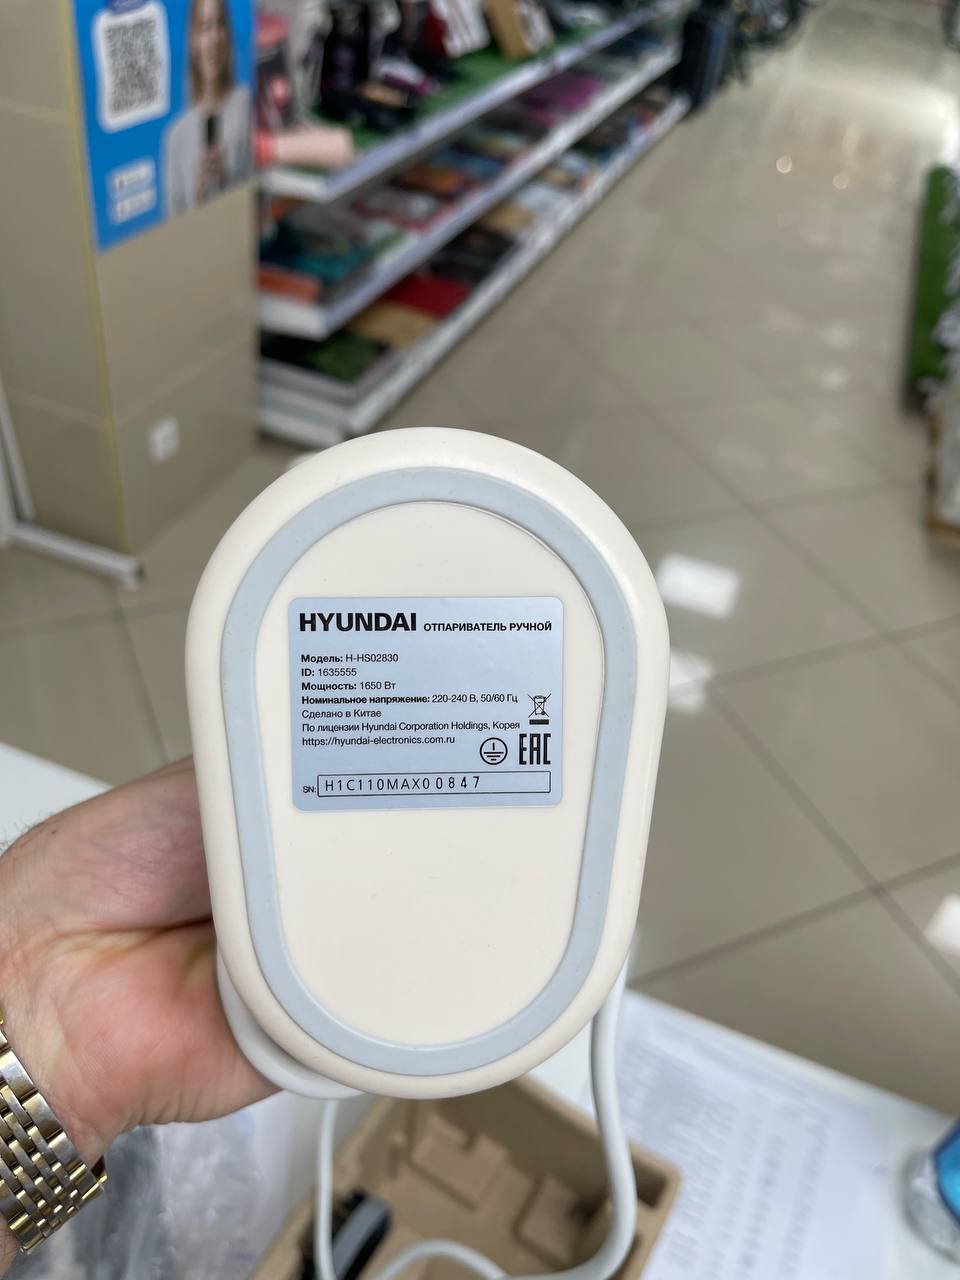 HYUNDAI ОТПАРИВАТЕЛЬ РУЧНОЙ
Модель: H-HS02830
ID: 1635555
Мощность: 1650 Вт
Номинальное напряжение: 220-240 В, 50/60 Гц
Сделано в Китае
По лицензии Hyundai Corporation Holdings, Корея
https://hyundai-electronics.com.ru
EAC
SN: H1C110MAX00847